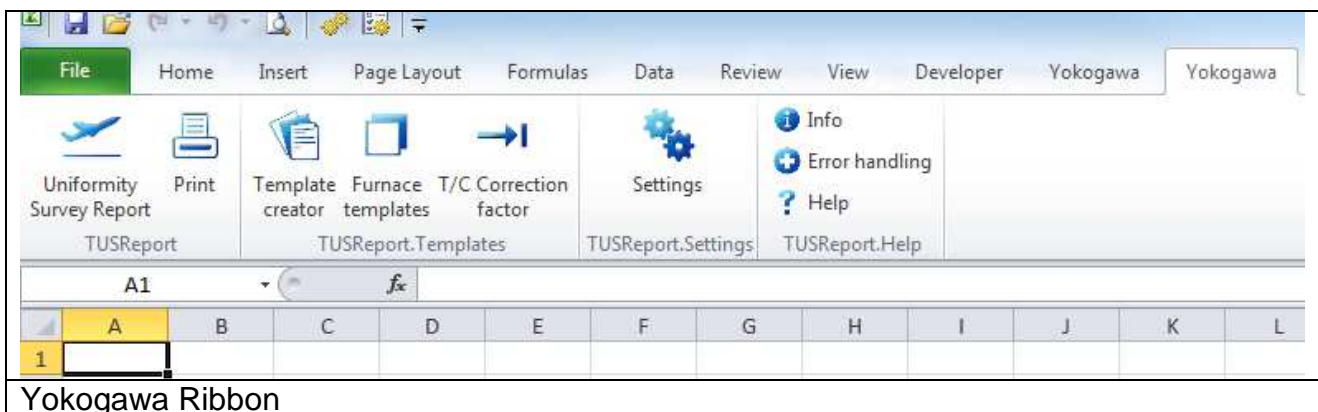 File Home Insert Page Layout Formulas Data Review View Developer Yokogawa Yokogawa
Uniformity Survey Report
Print
Template creator
Furnace templates
T/C Correction factor
Settings
Info
Error handling
? Help
TUSReport TUSReport.Templates TUSReport.Settings TUSReport.Help
A1 fx
A B C D E F G H I J K L
1
Yokogawa Ribbon